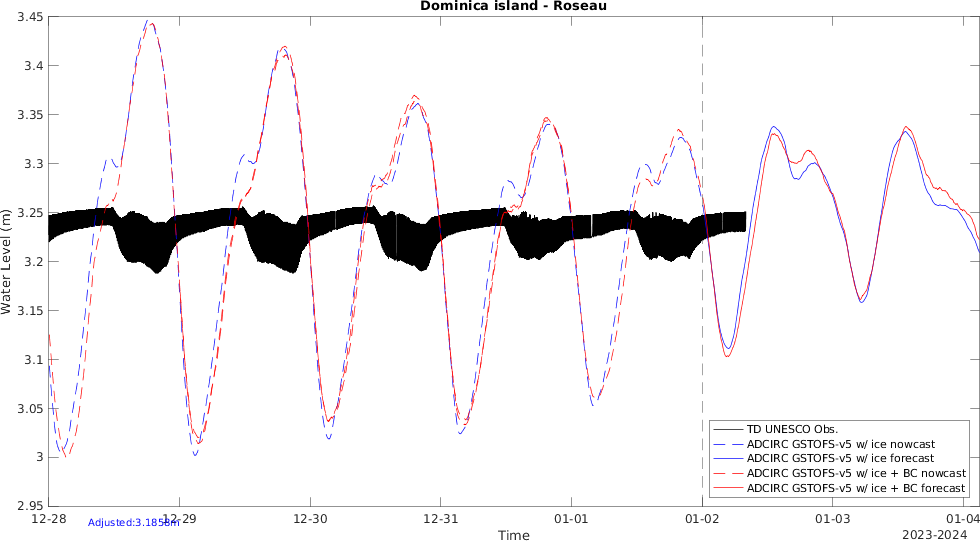 Dominica island - Roseau
3.45
3.4
3.35
3.3
3.25
3.2
3.15
3.1
3.05
3
2.95
Water Level (m)
12-28
12-29
12-30
12-31
01-01
01-02
01-03
01-04
Adjusted:3.1858m
Time
2023-2024
TD UNESCO Obs.
ADCIRC GSTOFS-v5 w/ ice nowcast
ADCIRC GSTOFS-v5 w/ ice forecast
ADCIRC GSTOFS-v5 w/ ice + BC nowcast
ADCIRC GSTOFS-v5 w/ ice + BC forecast